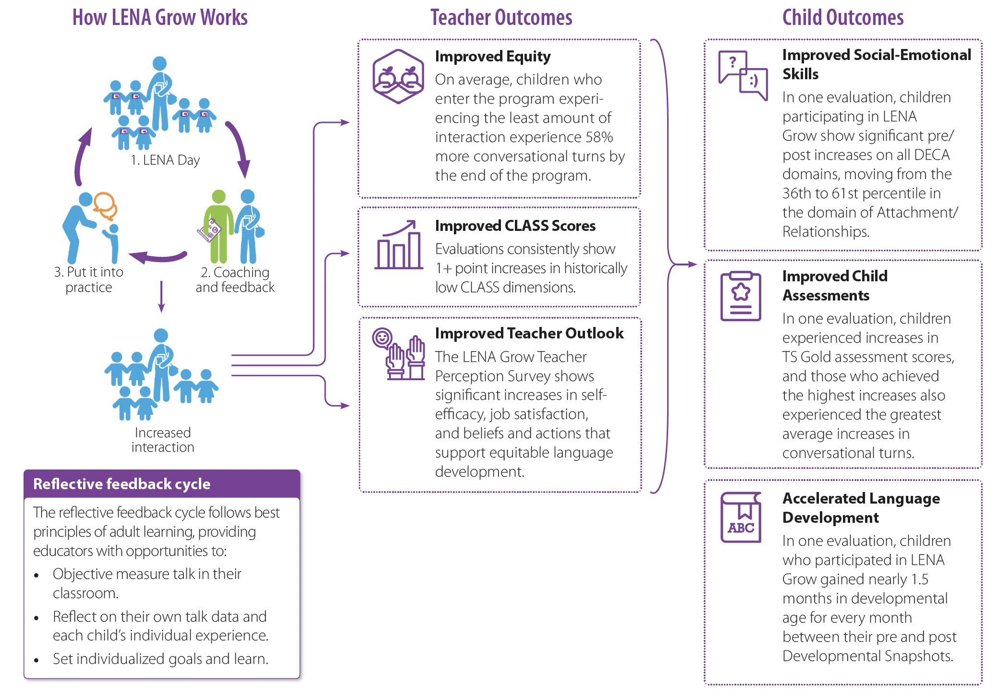 How LENA Grow Works
1. LENA Day
2. Coaching
and feedback
3. Put it into
practice
Increased
interaction
Reflective feedback cycle
The reflective feedback cycle follows best
principles of adult learning, providing
educators with opportunities to:
• Objective measure talk in their
classroom.
• Reflect on their own talk data and
each child’s individual experience.
• Set individualized goals and learn.
Teacher Outcomes
Improved Equity
On average, children who
enter the program experi-
encing the least amount of
interaction experience 58%
more conversational turns by
the end of the program.
Improved CLASS Scores
Evaluations consistently show
1+ point increases in historically
low CLASS dimensions.
Improved Teacher Outlook
The LENA Grow Teacher
Perception Survey shows
significant increases in self-
efficacy, job satisfaction,
and beliefs and actions that
support equitable language
development.
Child Outcomes
?
:)
Improved Social-Emotional
Skills
In one evaluation, children
participating in LENA
Grow show significant pre/
post increases on all DECA
domains, moving from the
36th to 61st percentile in
the domain of Attachment/
Relationships.
Improved Child
Assessments
In one evaluation, children
experienced increases in
TS Gold assessment scores,
and those who achieved
the highest increases also
experienced the greatest
average increases in
conversational turns.
ABC
Accelerated Language
Development
In one evaluation, children
who participated in LENA
Grow gained nearly 1.5
months in developmental
age for every month
between their pre and post
Developmental Snapshots.